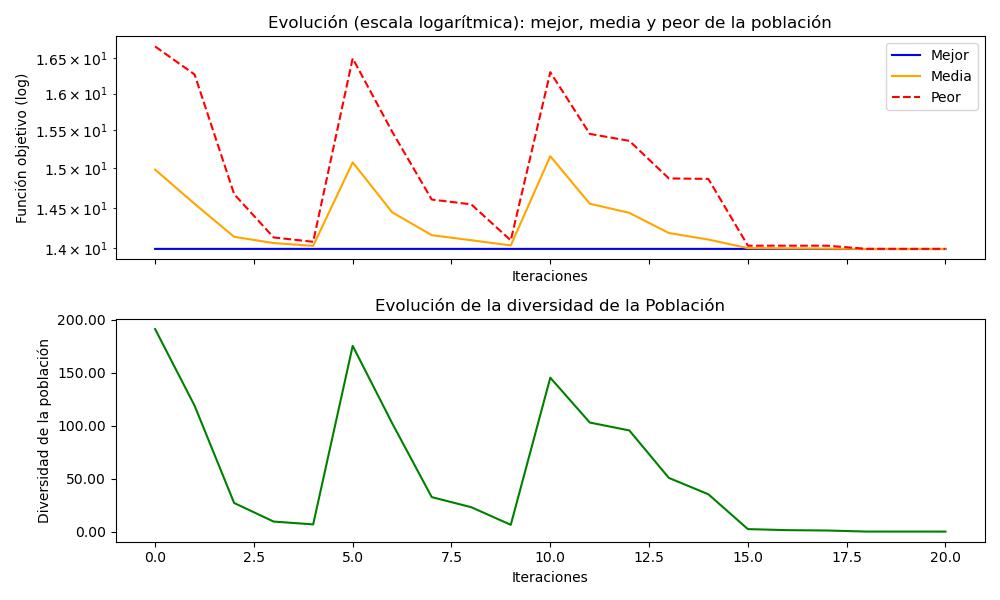 Evolución (escala logarítmica): mejor, media y peor de la población
Función objetivo (log)
1.65 × 10¹
1.6 × 10¹
1.55 × 10¹
1.5 × 10¹
1.45 × 10¹
1.4 × 10¹
Mejor
Media
Peor
Iteraciones
Evolución de la diversidad de la Población
Diversidad de la población
200.00
150.00
100.00
50.00
0.00
0.0 2.5 5.0 7.5 10.0 12.5 15.0 17.5 20.0
Iteraciones